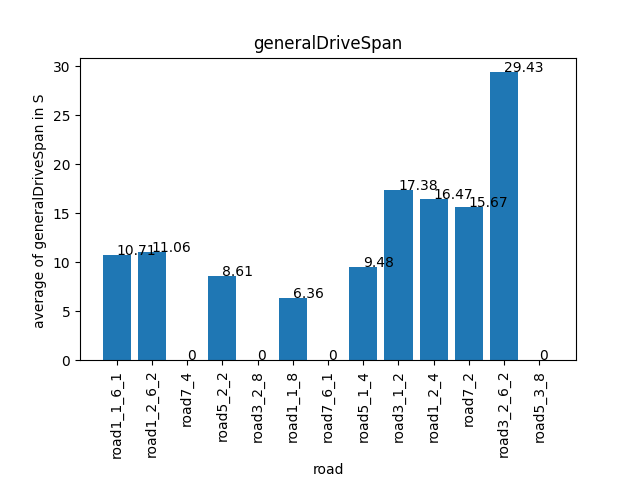 generalDriveSpan
average of generalDriveSpan in S
30
25
20
15
10
5
0
10.71
11.06
0
8.61
0
6.36
0
9.48
17.38
16.47
15.67
29.43
0
road1_1_6_1
road1_2_6_2
road7_4
road5_2_2
road3_2_8
road1_1_8
road7_6_1
road5_1_4
road3_1_2
road1_2_4
road7_2
road3_2_6_2
road5_3_8
road